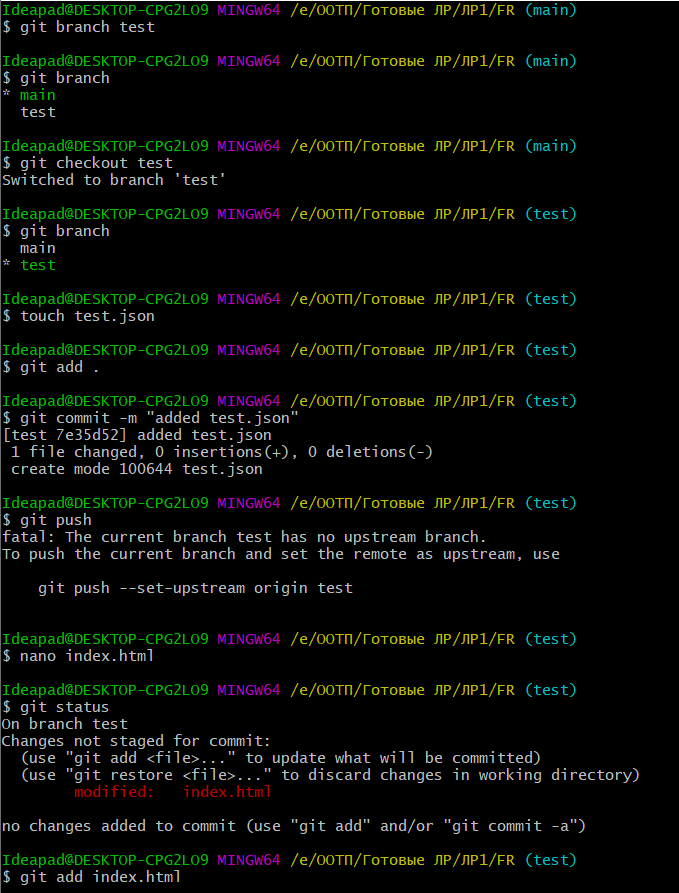 Ideapad@DESKTOP-CPG2LO9 MINGW64 /e/ООТП/Готовые ЛР/ЛР1/FR (main)
$ git branch test
Ideapad@DESKTOP-CPG2LO9 MINGW64 /e/ООТП/Готовые ЛР/ЛР1/FR (main)
$ git branch
* main
  test
Ideapad@DESKTOP-CPG2LO9 MINGW64 /e/ООТП/Готовые ЛР/ЛР1/FR (main)
$ git checkout test
Switched to branch 'test'
Ideapad@DESKTOP-CPG2LO9 MINGW64 /e/ООТП/Готовые ЛР/ЛР1/FR (test)
$ git branch
  main
* test
Ideapad@DESKTOP-CPG2LO9 MINGW64 /e/ООТП/Готовые ЛР/ЛР1/FR (test)
$ touch test.json
Ideapad@DESKTOP-CPG2LO9 MINGW64 /e/ООТП/Готовые ЛР/ЛР1/FR (test)
$ git add .
Ideapad@DESKTOP-CPG2LO9 MINGW64 /e/ООТП/Готовые ЛР/ЛР1/FR (test)
$ git commit -m "added test.json"
[test 7e35d52] added test.json
 1 file changed, 0 insertions(+), 0 deletions(-)
 create mode 100644 test.json
Ideapad@DESKTOP-CPG2LO9 MINGW64 /e/ООТП/Готовые ЛР/ЛР1/FR (test)
$ git push
fatal: The current branch test has no upstream branch.
To push the current branch and set the remote as upstream, use
    git push --set-upstream origin test
Ideapad@DESKTOP-CPG2LO9 MINGW64 /e/ООТП/Готовые ЛР/ЛР1/FR (test)
$ nano index.html
Ideapad@DESKTOP-CPG2LO9 MINGW64 /e/ООТП/Готовые ЛР/ЛР1/FR (test)
$ git status
On branch test
Changes not staged for commit:
  (use "git add <file>..." to update what will be committed)
  (use "git restore <file>..." to discard changes in working directory)
        modified:   index.html
no changes added to commit (use "git add" and/or "git commit -a")
Ideapad@DESKTOP-CPG2LO9 MINGW64 /e/ООТП/Готовые ЛР/ЛР1/FR (test)
$ git add index.html